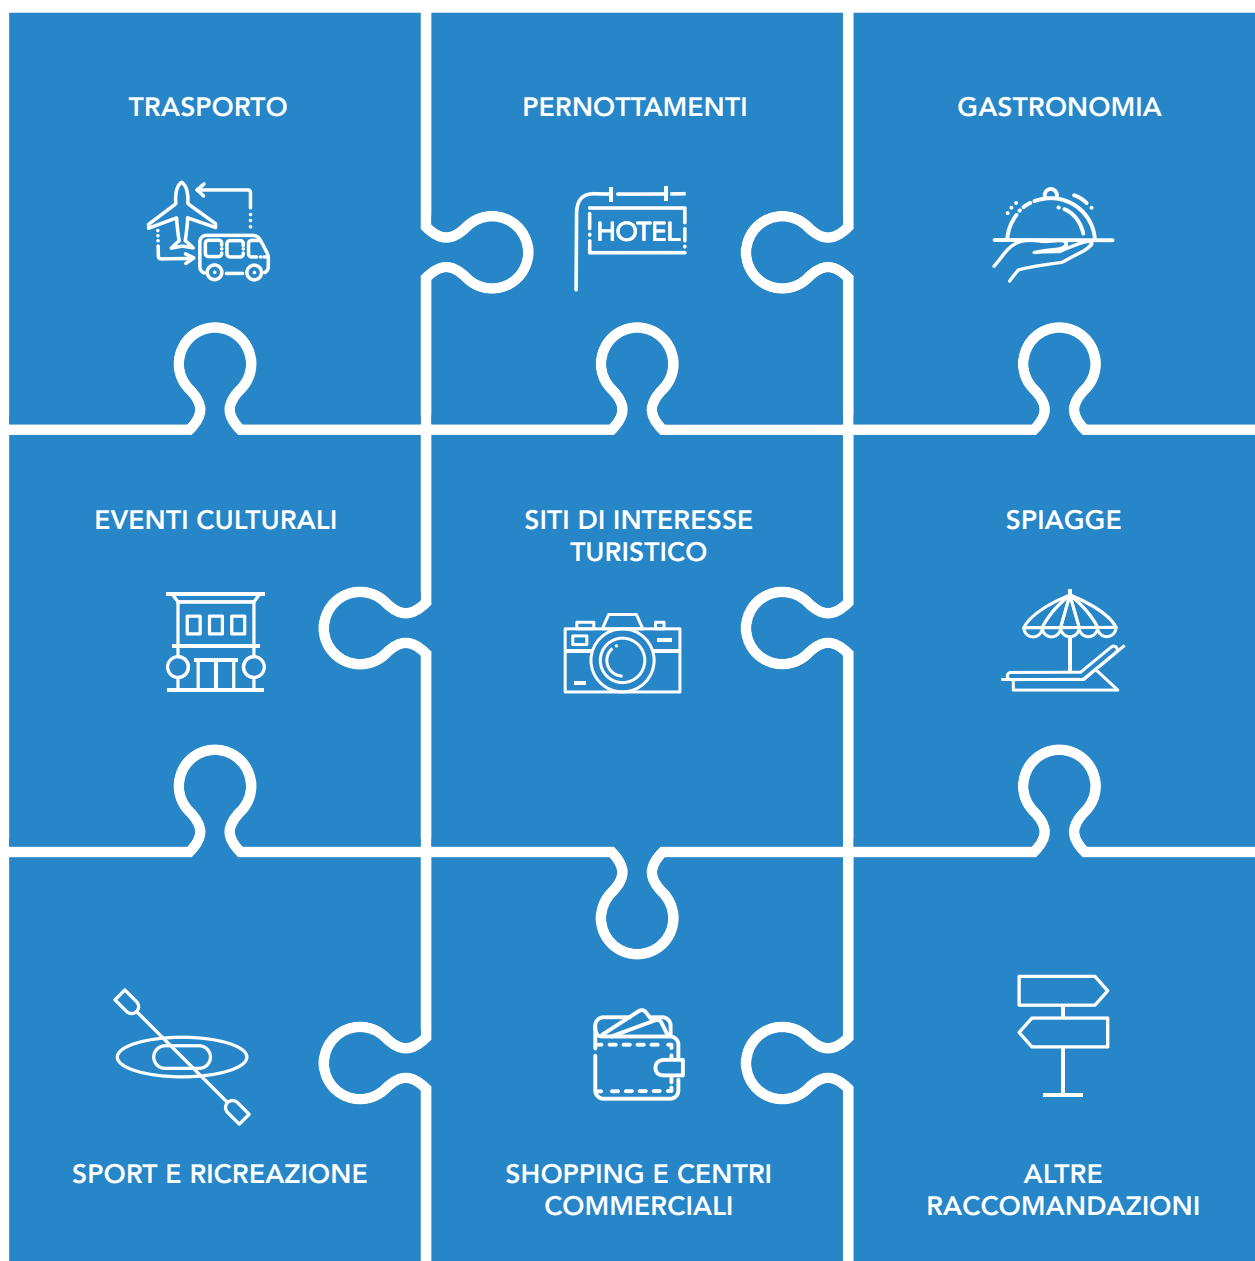 TRASPORTO
PERNOTTAMENTI
GASTRONOMIA
HOTEL
EVENTI CULTURALI
SITI DI INTERESSE
TURISTICO
SPIAGGE
SPORT E RICREAZIONE
SHOPPING E CENTRI
COMMERCIALI
ALTRE
RACCOMANDAZIONI